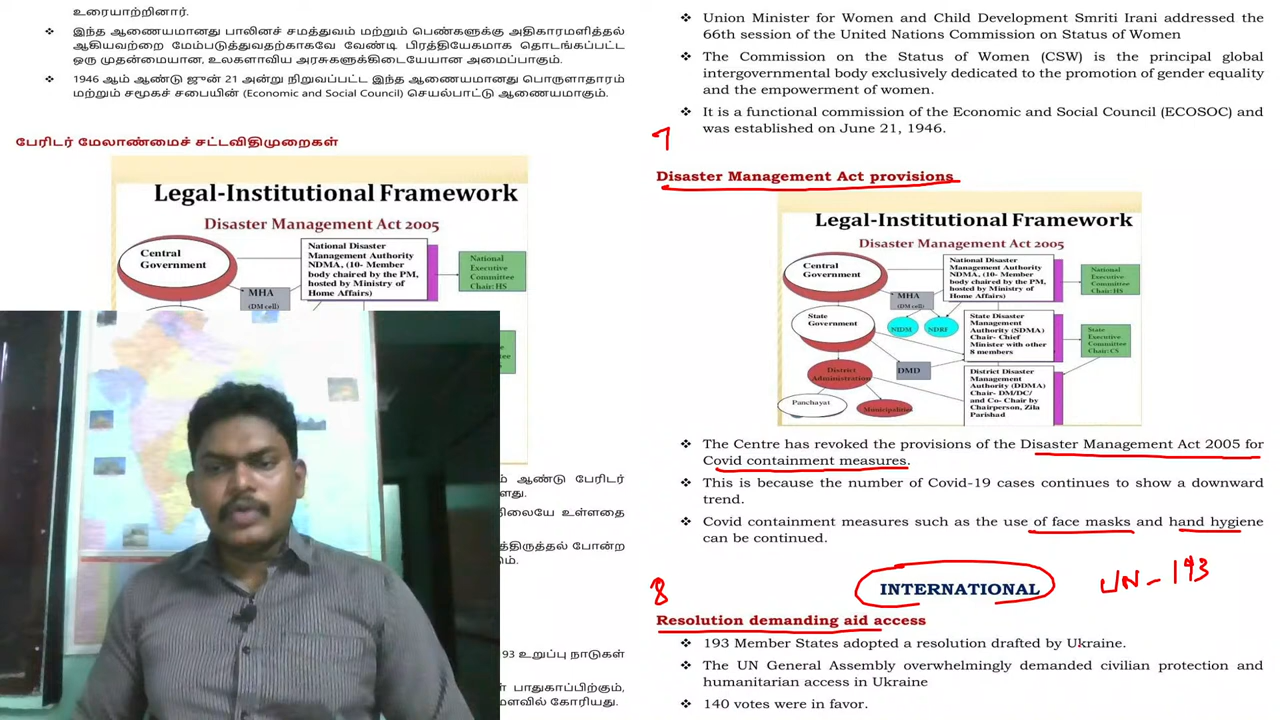 உரையாற்றினார்.
❖ இந்த ஆணையமானது பாலினச் சமத்துவம் மற்றும் பெண்களுக்கு அதிகாரமளித்தல்
ஆகியவற்றை மேம்படுத்துவதற்காகவே வேண்டி பிரத்தியேகமாக தொடங்கப்பட்ட
ஒரு முதன்மையான, உலகளாவிய அரசுகளுக்கிடையேயான அமைப்பாகும்.
❖ 1946 ஆம் ஆண்டு ஜுன் 21 அன்று நிறுவப்பட்ட இந்த ஆணையமானது பொருளாதாரம்
மற்றும் சமூகச் சபையின் (Economic and Social Council) செயல்பாட்டு ஆணையமாகும்.
பேரிடர் மேலாண்மைச் சட்டவிதிமுறைகள்
Legal-Institutional Framework
Disaster Management Act 2005
Central
Government
MHA
(DM cell)
National Disaster
Management Authority
NDMA, (10- Member
body chaired by the PM,
hosted by Ministry of
Home Affairs)
National
Executive
Committee
Chair: HS
ஆண்டு பேரிடர்
93 உறுப்பு நாடுகள்
பாதுகாப்பிற்கும்,
❖ Union Minister for Women and Child Development Smriti Irani addressed the
66th session of the United Nations Commission on Status of Women
❖ The Commission on the Status of Women (CSW) is the principal global
intergovernmental body exclusively dedicated to the promotion of gender equality
and the empowerment of women.
❖ It is a functional commission of the Economic and Social Council (ECOSOC) and
was established on June 21, 1946.
7
Disaster Management Act provisions
Legal-Institutional Framework
Disaster Management Act 2005
Central
Government
MHA
(DM cell)
National Disaster
Management Authority
NDMA, (10- Member
body chaired by the PM,
hosted by Ministry of
Home Affairs)
National
Executive
Committee
Chair: HS
State
Government
NIDM
NDRF
State Disaster
Management
Authority (SDMA)
Chair- Chief
Minister with other
8 members
State
Executive
Committee
Chair: CS
District
Administration
DMD
District Disaster
Management
Authority (DDMA)
Chair- DM/DC/
and Co- Chair by
Chairperson, Zila
Parishad
Panchayat
Municipalities
❖ The Centre has revoked the provisions of the Disaster Management Act 2005 for
Covid containment measures.
❖ This is because the number of Covid-19 cases continues to show a downward
trend.
❖ Covid containment measures such as the use of face masks and hand hygiene
can be continued.
INTERNATIONAL
UN - 193
8
Resolution demanding aid access
❖ 193 Member States adopted a resolution drafted by Ukraine.
❖ The UN General Assembly overwhelmingly demanded civilian protection and
humanitarian access in Ukraine
❖ 140 votes were in favor.